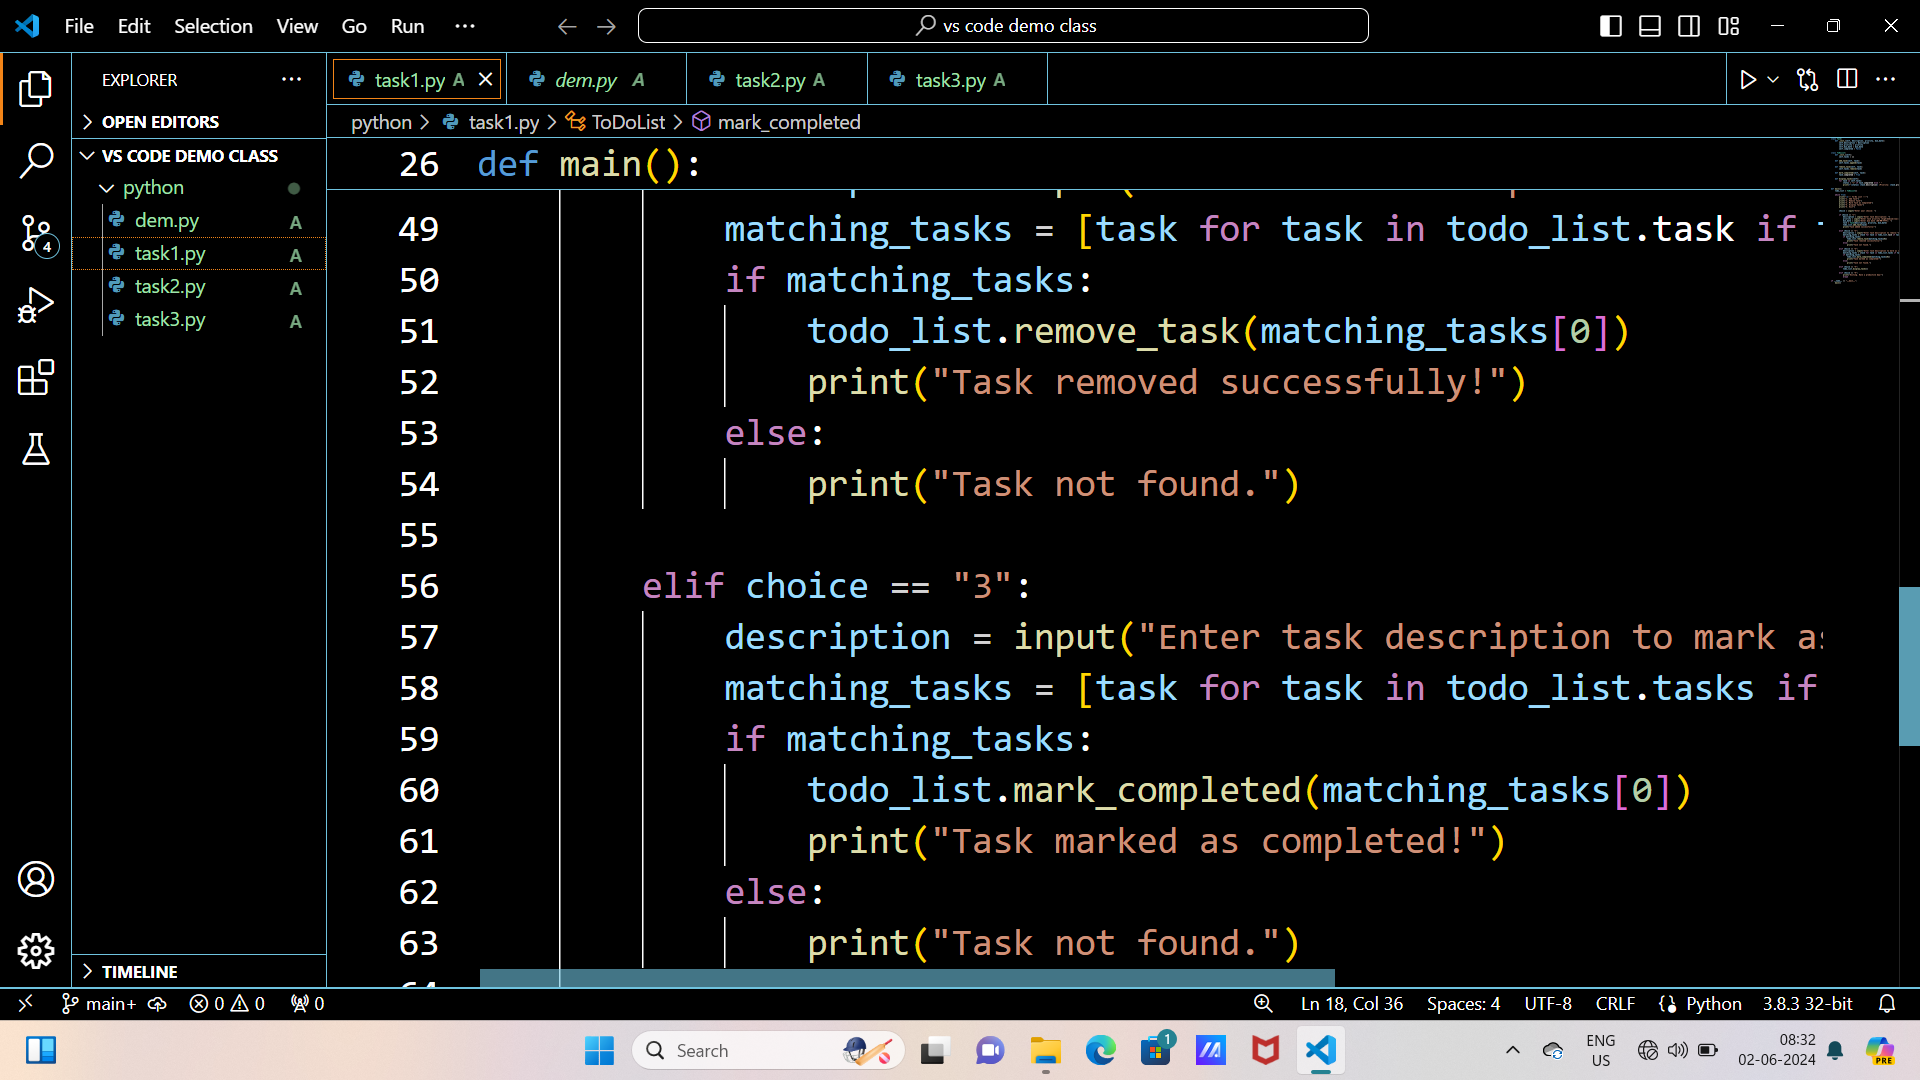 File Edit Selection View Go Run ··· vs code demo class
EXPLORER ···
OPEN EDITORS
VS CODE DEMO CLASS
python
dem.py A
task1.py A
task2.py A
task3.py A
TIMELINE
task1.py A dem.py A task2.py A task3.py A
python > task1.py > ToDoList > mark_completed
26 def main():
49 matching_tasks = [task for task in todo_list.task if
50 if matching_tasks:
51 todo_list.remove_task(matching_tasks[0])
52 print("Task removed successfully!")
53 else:
54 print("Task not found.")
55
56 elif choice == "3":
57 description = input("Enter task description to mark as
58 matching_tasks = [task for task in todo_list.tasks if
59 if matching_tasks:
60 todo_list.mark_completed(matching_tasks[0])
61 print("Task marked as completed!")
62 else:
63 print("Task not found.")
4
main+ 0 0 0 Ln 18, Col 36 Spaces: 4 UTF-8 CRLF Python 3.8.3 32-bit
Search 1 ENG 08:32
US 02-06-2024 PRE